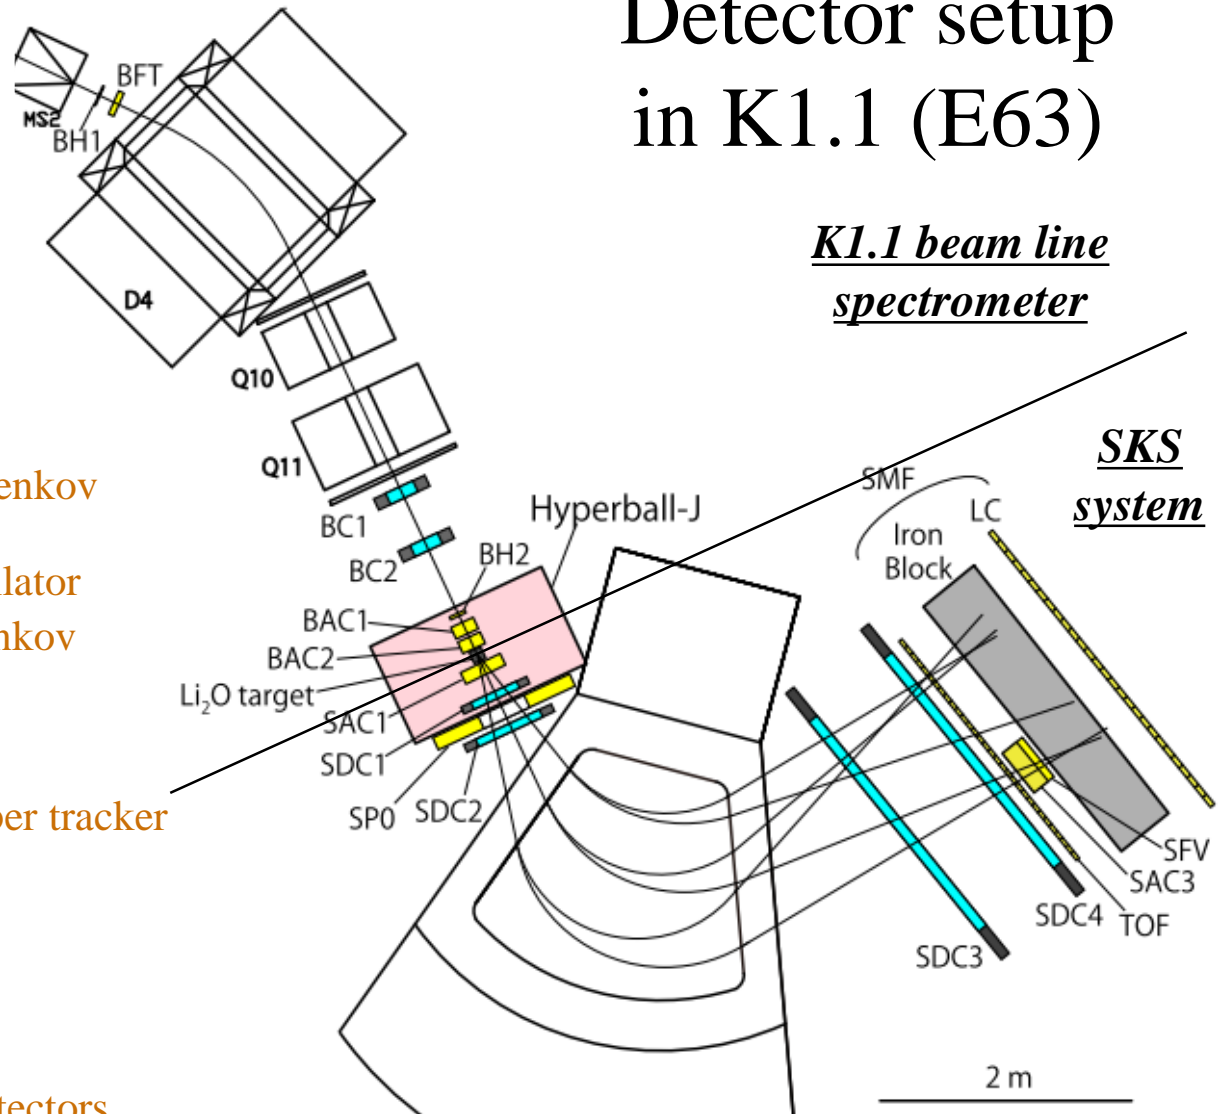 Detector setup
in K1.1 (E63)
K1.1 beam line
spectrometer
SKS
system
BFT
MS2
BH1
D4
Q10
Q11
BC1
BC2
Hyperball-J
BH2
BAC1
BAC2
Li₂O target
SAC1
SDC1
SP0
SDC2
SMF
LC
Iron
Block
SFV
SAC3
SDC4
TOF
SDC3
2 m
enkov
lator
nkov
per tracker
tectors